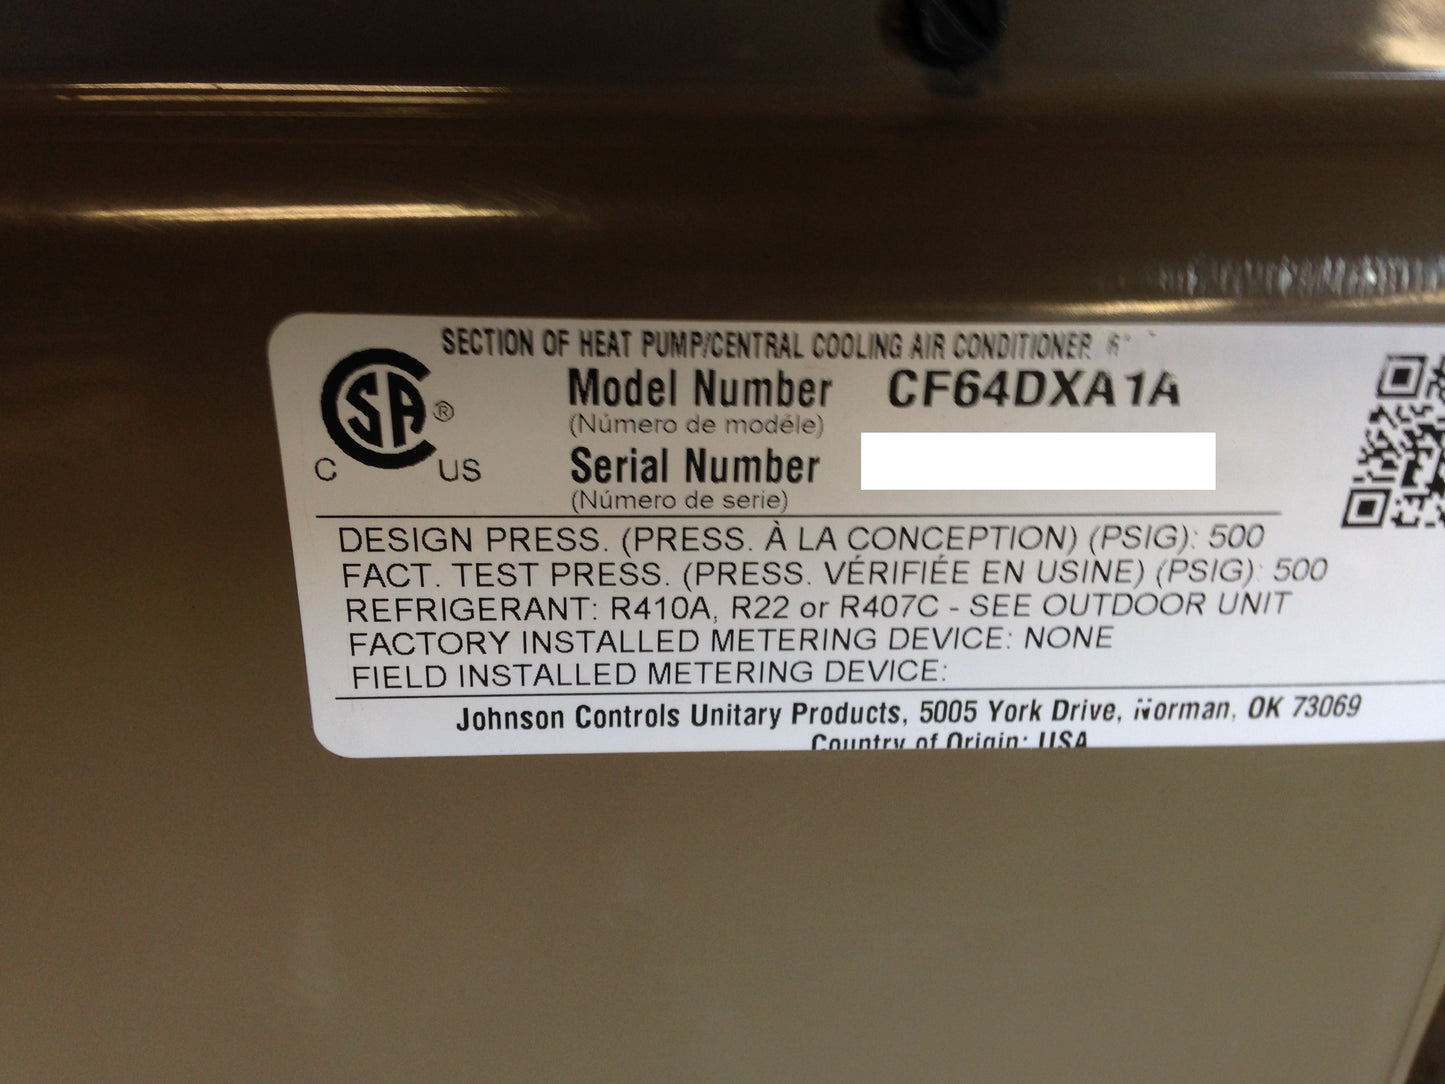 SECTION OF HEAT PUMP/CENTRAL COOLING AIR CONDITIONER
CSA ®
C US
Model Number CF64DXA1A
(Número de modéle)
Serial Number
(Número de serie)
DESIGN PRESS. (PRESS. À LA CONCEPTION) (PSIG): 500
FACT. TEST PRESS. (PRESS. VÉRIFIÉE EN USINE) (PSIG): 500
REFRIGERANT: R410A, R22 or R407C - SEE OUTDOOR UNIT
FACTORY INSTALLED METERING DEVICE: NONE
FIELD INSTALLED METERING DEVICE:
Johnson Controls Unitary Products, 5005 York Drive, Norman, OK 73069
Country of Origin: USA